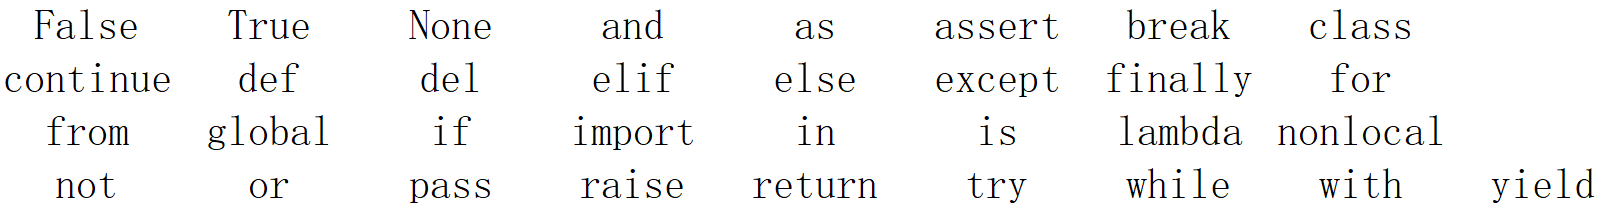 False True None and as assert break class
continue def del elif else except finally for
from global if import in is lambda nonlocal
not or pass raise return try while with yield